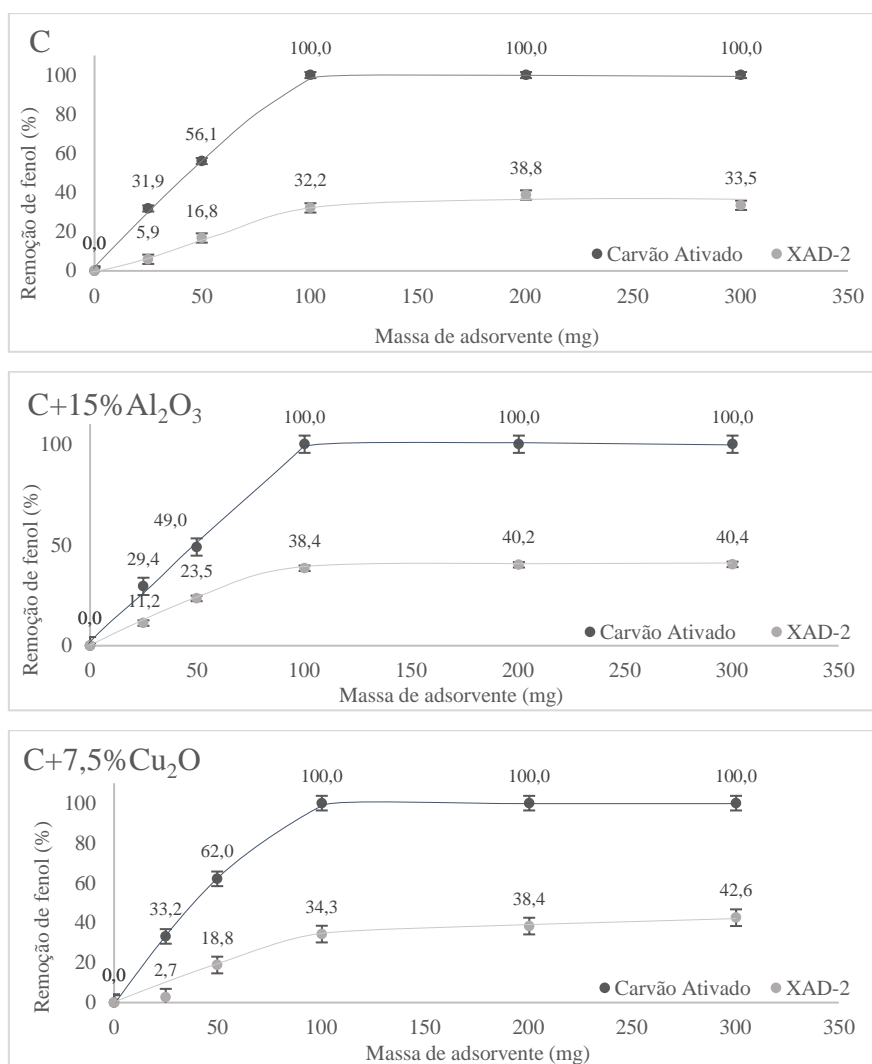 C
100,0 100,0 100,0
100
80
60
40
20
0
Remoção de fenol (%)
56,1
31,9
38,8
32,2
33,5
16,8
5,9
0,0
Carvão Ativado XAD-2
0 50 100 150 200 250 300 350
Massa de adsorvente (mg)
C+15%Al₂O₃
100,0 100,0 100,0
100
50
0
Remoção de fenol (%)
49,0
29,4
38,4 40,2 40,4
23,5
11,2
0,0
Carvão Ativado XAD-2
0 50 100 150 200 250 300 350
Massa de adsorvente (mg)
C+7,5%Cu₂O
100,0 100,0 100,0
100
80
60
40
20
0
Remoção de fenol (%)
62,0
33,2
42,6
38,4
34,3
18,8
2,7
0,0
Carvão Ativado XAD-2
0 50 100 150 200 250 300 350
Massa de adsorvente (mg)